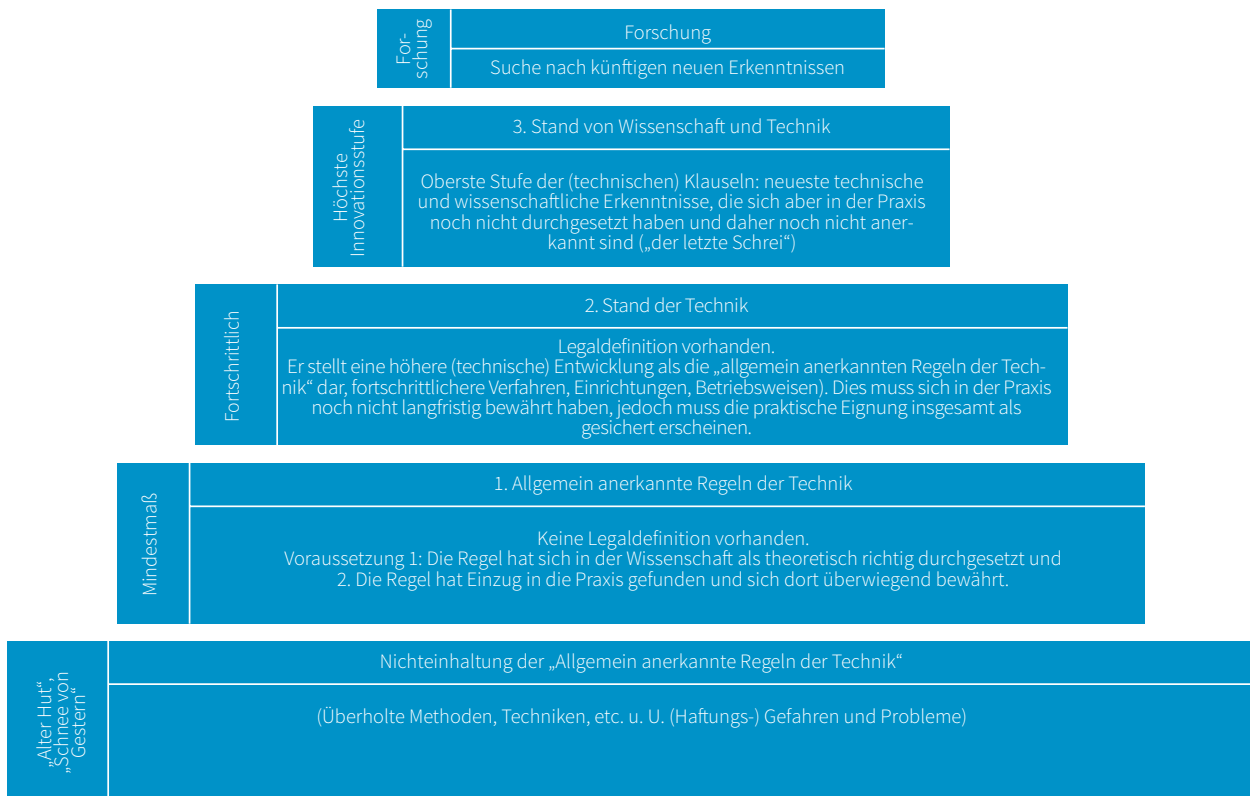 For-
schung
Forschung
Suche nach künftigen neuen Erkenntnissen
Höchste
Innovationsstufe
3. Stand von Wissenschaft und Technik
Oberste Stufe der (technischen) Klauseln: neueste technische
und wissenschaftliche Erkenntnisse, die sich aber in der Praxis
noch nicht durchgesetzt haben und daher noch nicht aner-
kannt sind („der letzte Schrei“)
Fortschrittlich
2. Stand der Technik
Legaldefinition vorhanden.
Er stellt eine höhere (technische) Entwicklung als die „allgemein anerkannten Regeln der Tech-
nik“ dar, fortschrittlichere Verfahren, Einrichtungen, Betriebsweisen). Dies muss sich in der Praxis
noch nicht langfristig bewährt haben, jedoch muss die praktische Eignung insgesamt als
gesichert erscheinen.
Mindestmaß
1. Allgemein anerkannte Regeln der Technik
Keine Legaldefinition vorhanden.
Voraussetzung 1: Die Regel hat sich in der Wissenschaft als theoretisch richtig durchgesetzt und
2. Die Regel hat Einzug in die Praxis gefunden und sich dort überwiegend bewährt.
„Alter Hut“,
„Schnee von
Gestern“
Nichteinhaltung der „Allgemein anerkannte Regeln der Technik“
(Überholte Methoden, Techniken, etc. u. U. (Haftungs-) Gefahren und Probleme)